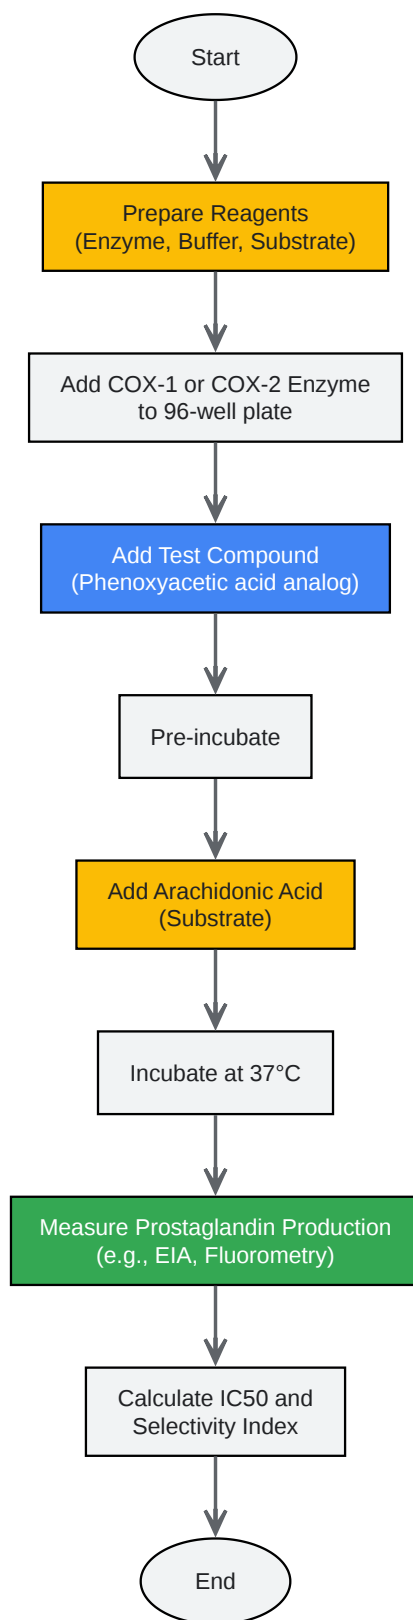 Start
Prepare Reagents
(Enzyme, Buffer, Substrate)
Add COX-1 or COX-2 Enzyme
to 96-well plate
Add Test Compound
(Phenoxyacetic acid analog)
Pre-incubate
Add Arachidonic Acid
(Substrate)
Incubate at 37°C
Measure Prostaglandin Production
(e.g., EIA, Fluorometry)
Calculate IC50 and
Selectivity Index
End